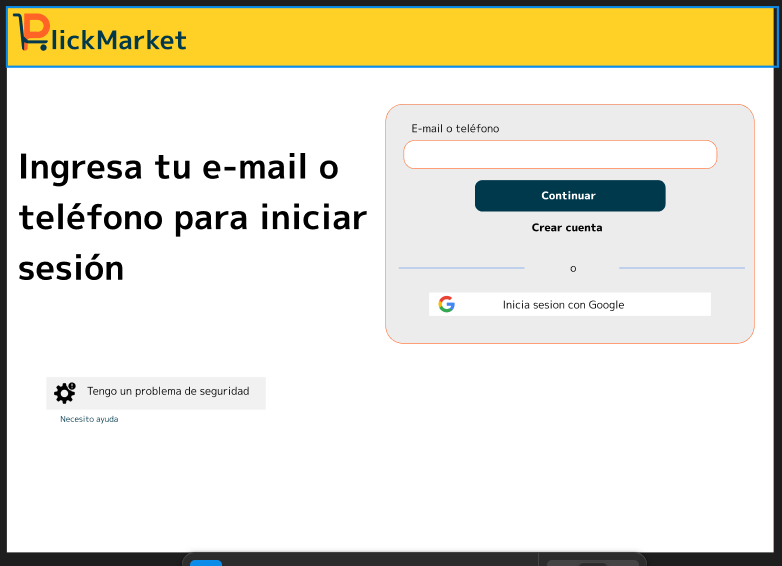 PlickMarket
Ingresa tu e-mail o
teléfono para iniciar
sesión
E-mail o teléfono
Continuar
Crear cuenta
o
Inicia sesion con Google
Tengo un problema de seguridad
Necesito ayuda